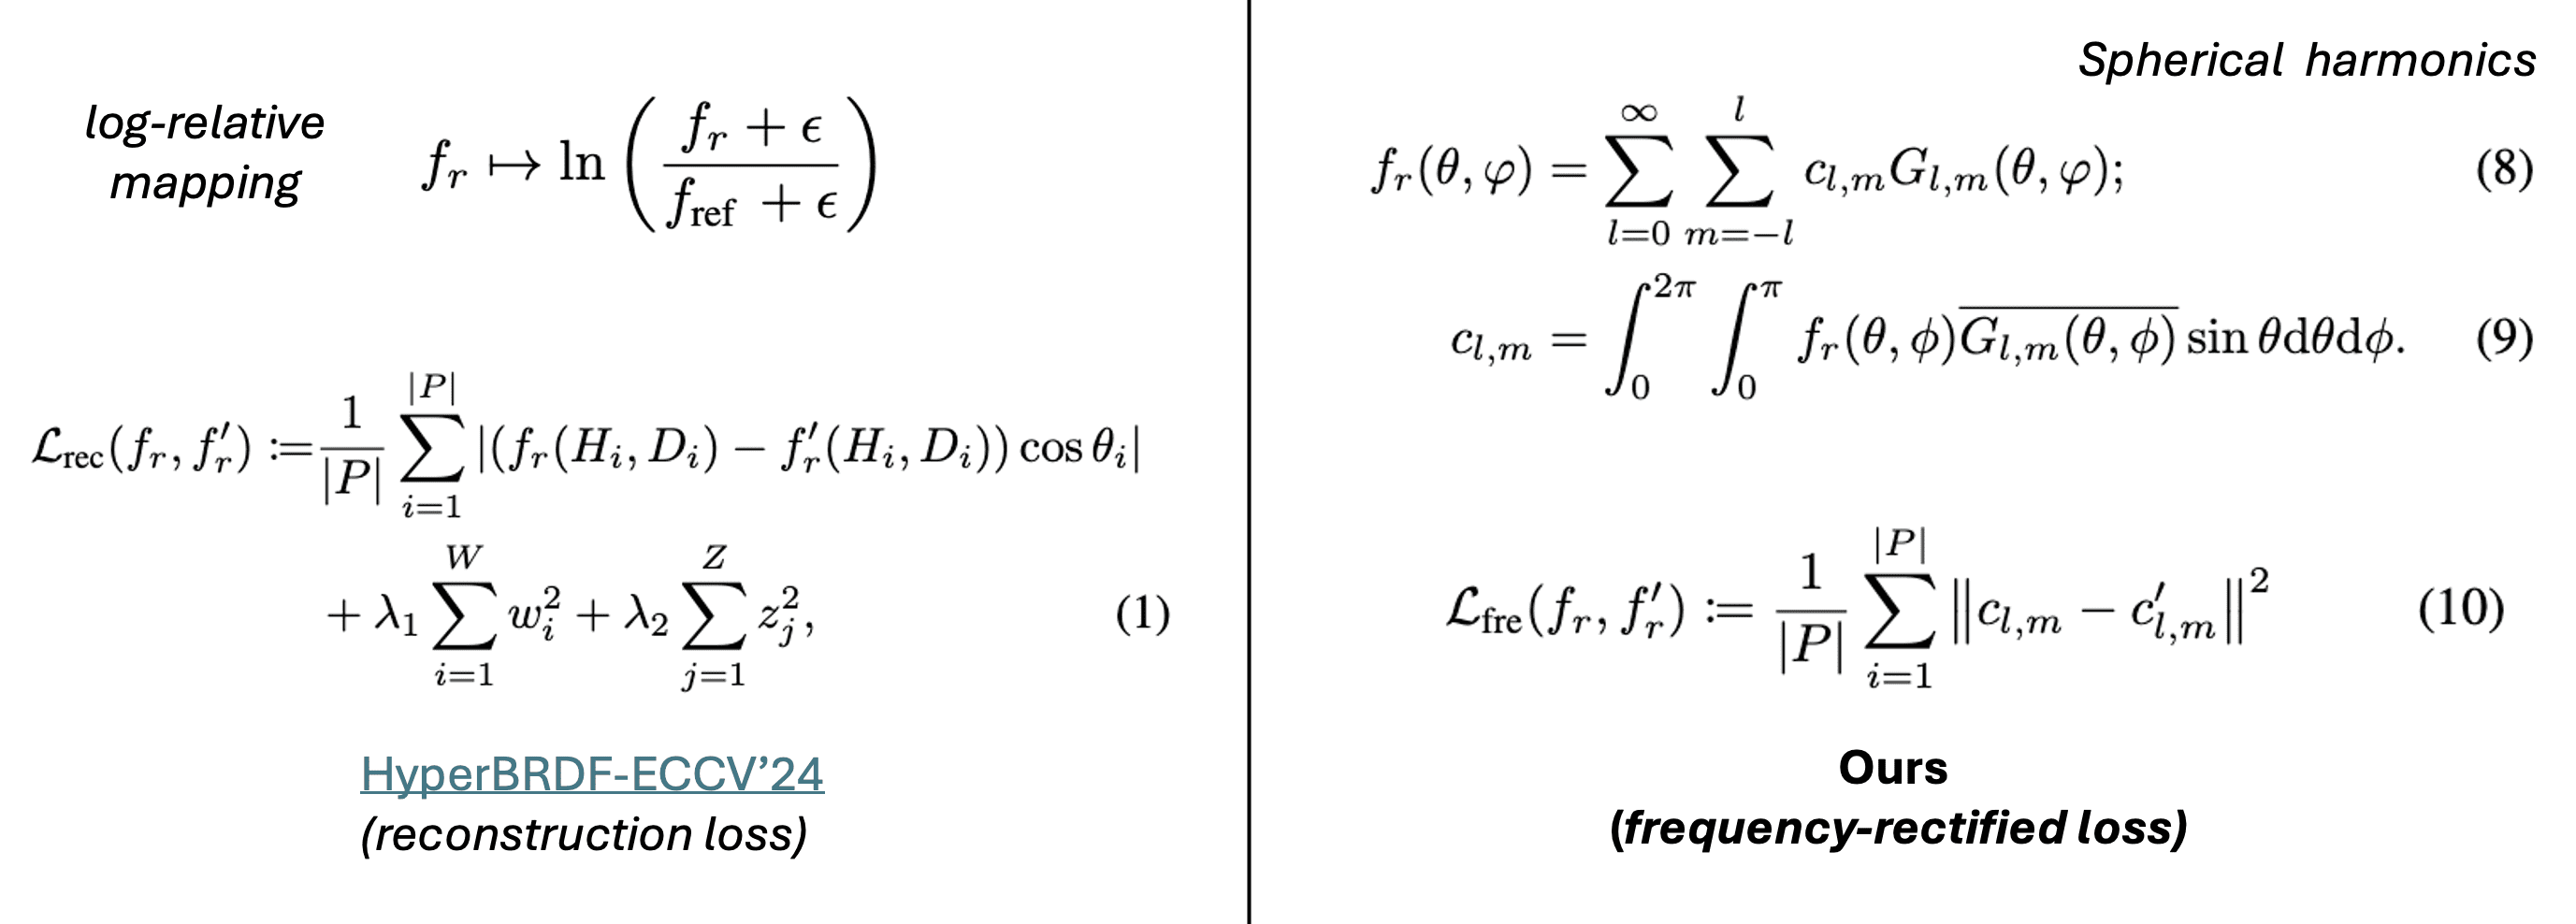 log-relative
mapping
f_r ↦ ln ( (f_r + ϵ) / (f_ref + ϵ) )
ℒ_rec(f_r, f′_r) := 1/|P| ∑_{i=1}^{|P|} |(f_r(H_i, D_i) − f′_r(H_i, D_i)) cos θ_i|
+ λ_1 ∑_{i=1}^{W} w_i^2 + λ_2 ∑_{j=1}^{Z} z_j^2, (1)
HyperBRDF-ECCV’24
(reconstruction loss)
Spherical harmonics
f_r(θ, φ) = ∑_{l=0}^{∞} ∑_{m=−l}^{l} c_{l,m} G_{l,m}(θ, φ); (8)
c_{l,m} = ∫_0^{2π} ∫_0^{π} f_r(θ, ϕ) \overline{G_{l,m}(θ, ϕ)} sin θdθdϕ. (9)
ℒ_fre(f_r, f′_r) := 1/|P| ∑_{i=1}^{|P|} ‖c_{l,m} − c′_{l,m}‖^2 (10)
Ours
(frequency-rectified loss)